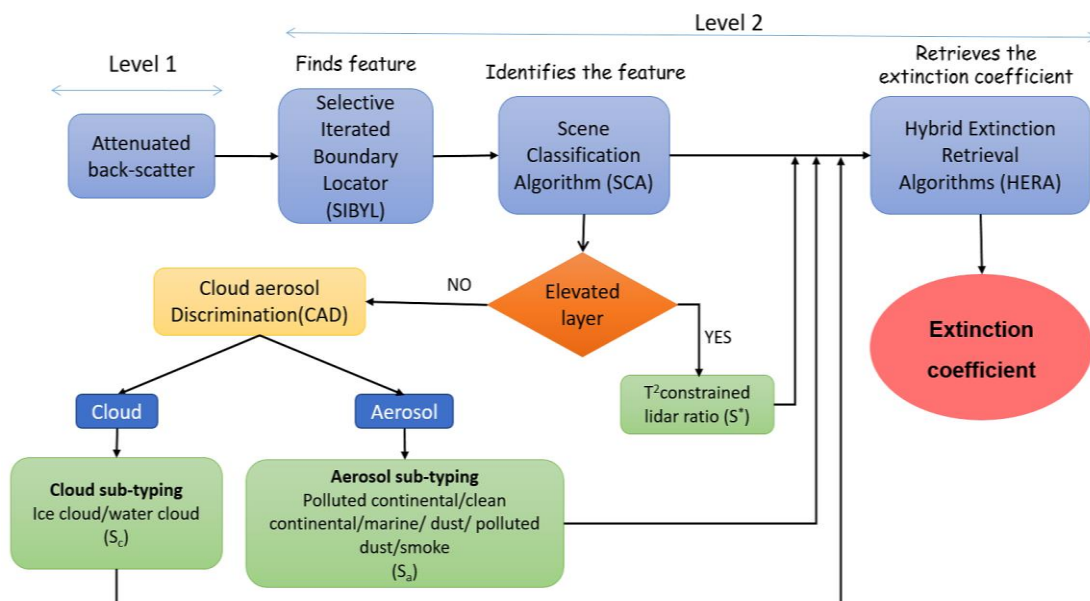 Level 2
Level 1
Finds feature
Identifies the feature
Retrieves the
extinction coefficient
Attenuated
back-scatter
Selective
Iterated
Boundary
Locator
(SIBYL)
Scene
Classification
Algorithm (SCA)
Hybrid Extinction
Retrieval
Algorithms (HERA)
Cloud aerosol
Discrimination(CAD)
NO
Elevated
layer
YES
Extinction
coefficient
T²constrained
lidar ratio (S*)
Cloud
Aerosol
Cloud sub-typing
Ice cloud/water cloud
(Sc)
Aerosol sub-typing
Polluted continental/clean
continental/marine/ dust/ polluted
dust/smoke
(Sa)